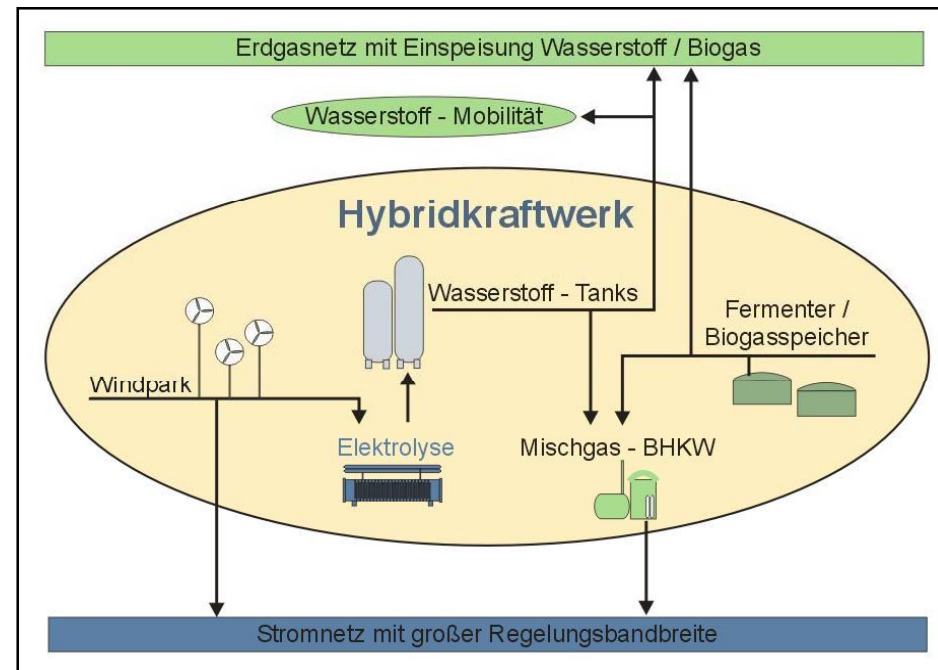 Erdgasnetz mit Einspeisung Wasserstoff / Biogas
Wasserstoff - Mobilität
Hybridkraftwerk
Wasserstoff - Tanks
Fermenter /
Biogasspeicher
Windpark
Elektrolyse
Mischgas - BHKW
Stromnetz mit großer Regelungsbandbreite